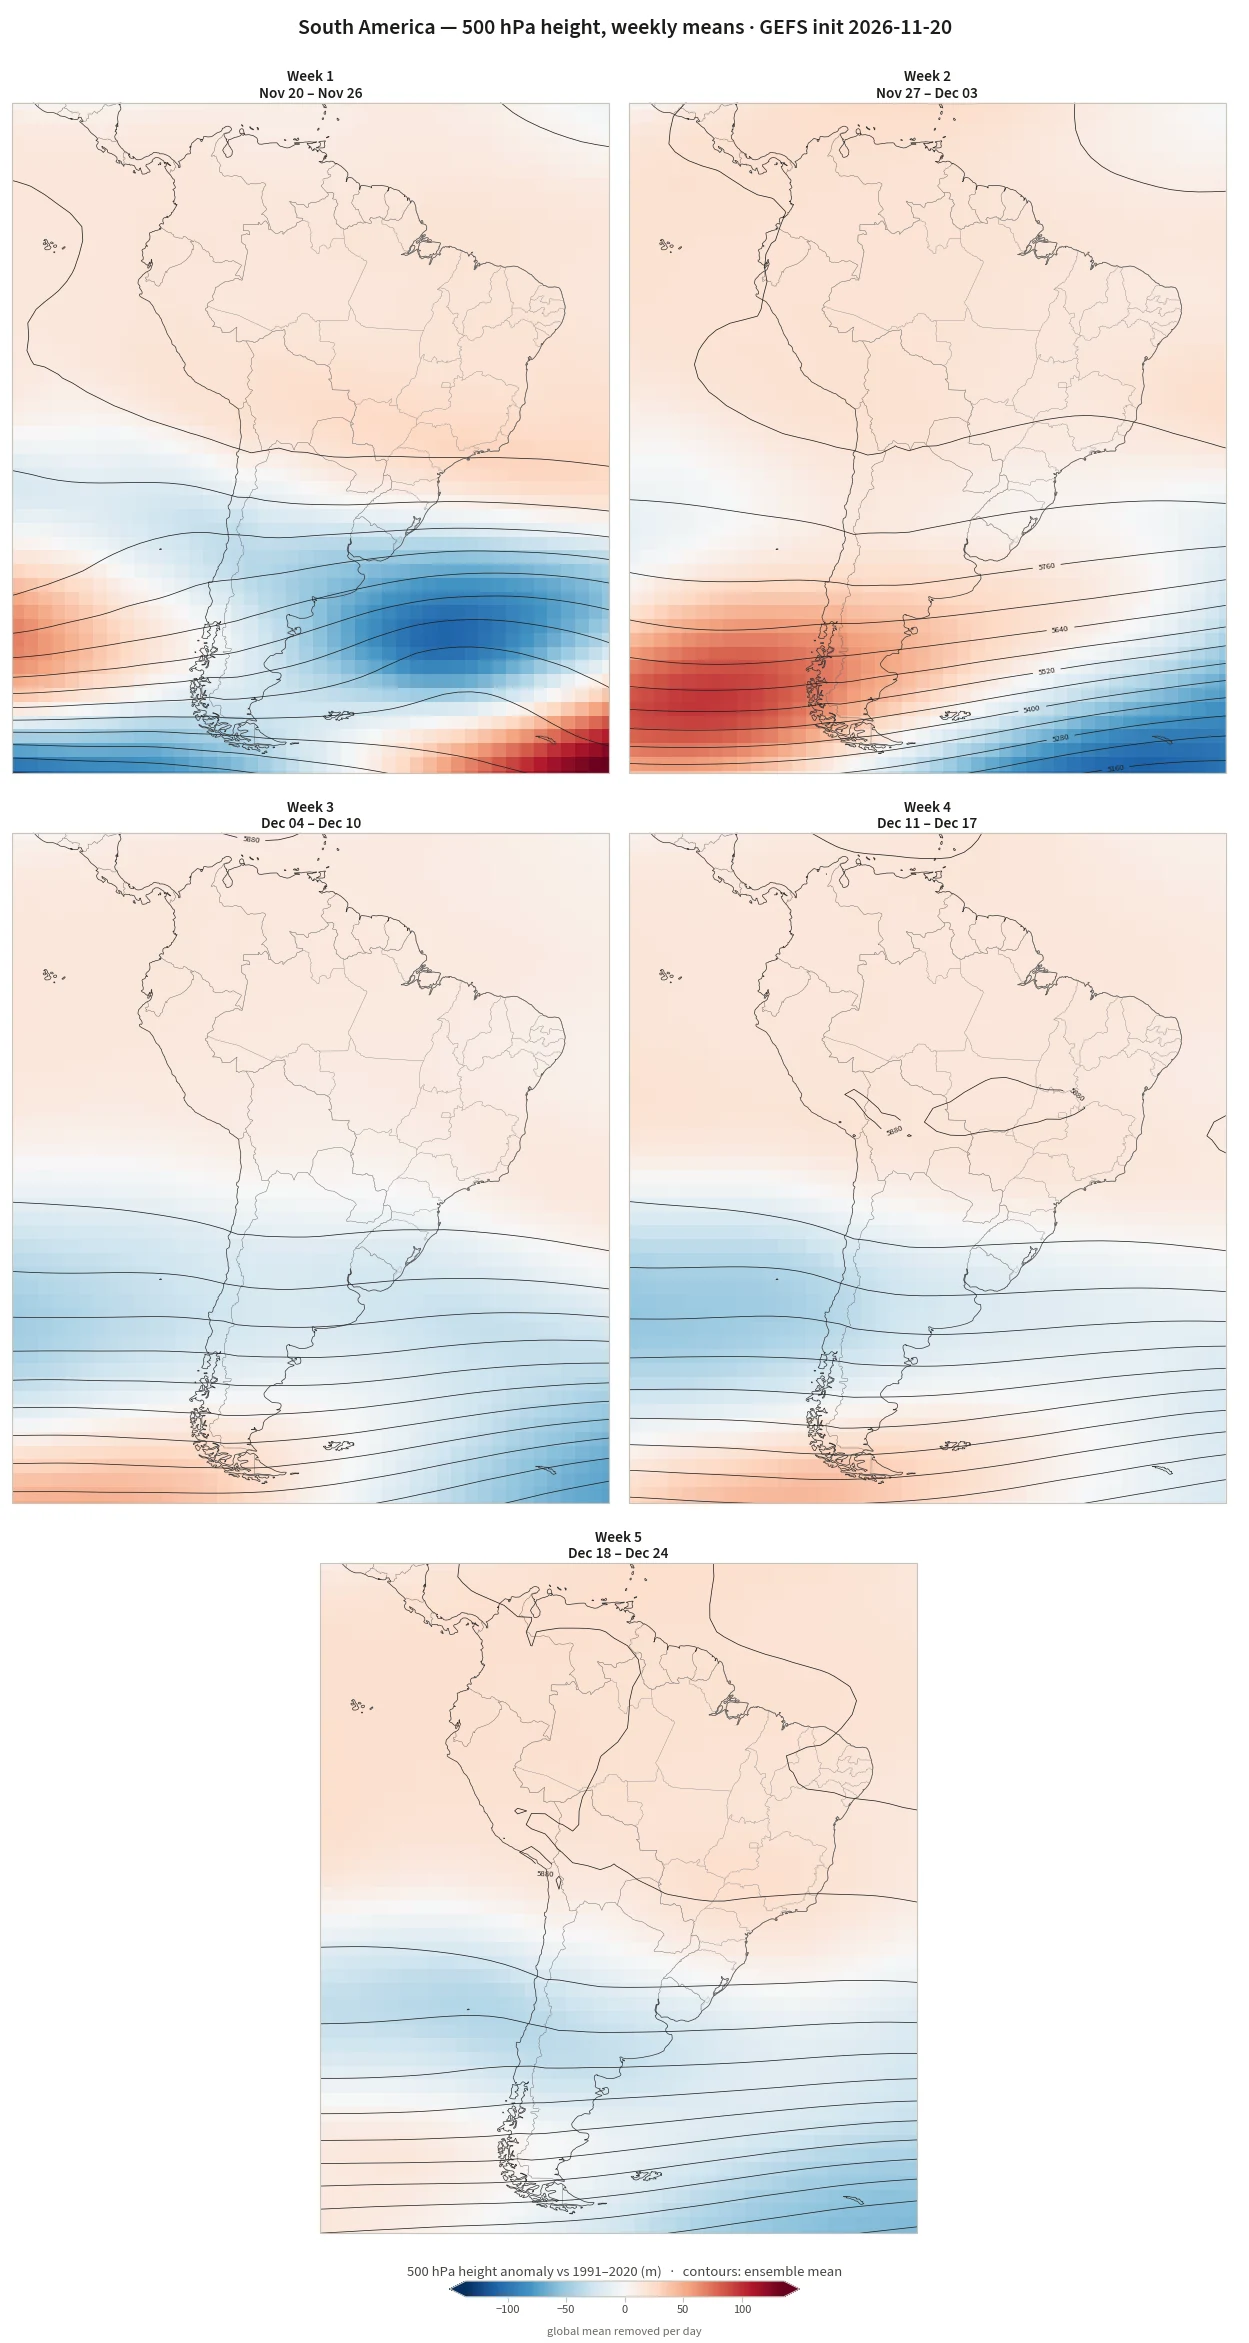 South America — 500 hPa height, weekly means · GEFS init 2026-11-20
Week 1
Nov 20 – Nov 26
Week 2
Nov 27 – Dec 03
5760
5640
5520
5400
5280
5160
Week 3
Dec 04 – Dec 10
5880
Week 4
Dec 11 – Dec 17
5880
5880
Week 5
Dec 18 – Dec 24
5880
500 hPa height anomaly vs 1991–2020 (m) · contours: ensemble mean
−100 −50 0 50 100
global mean removed per day